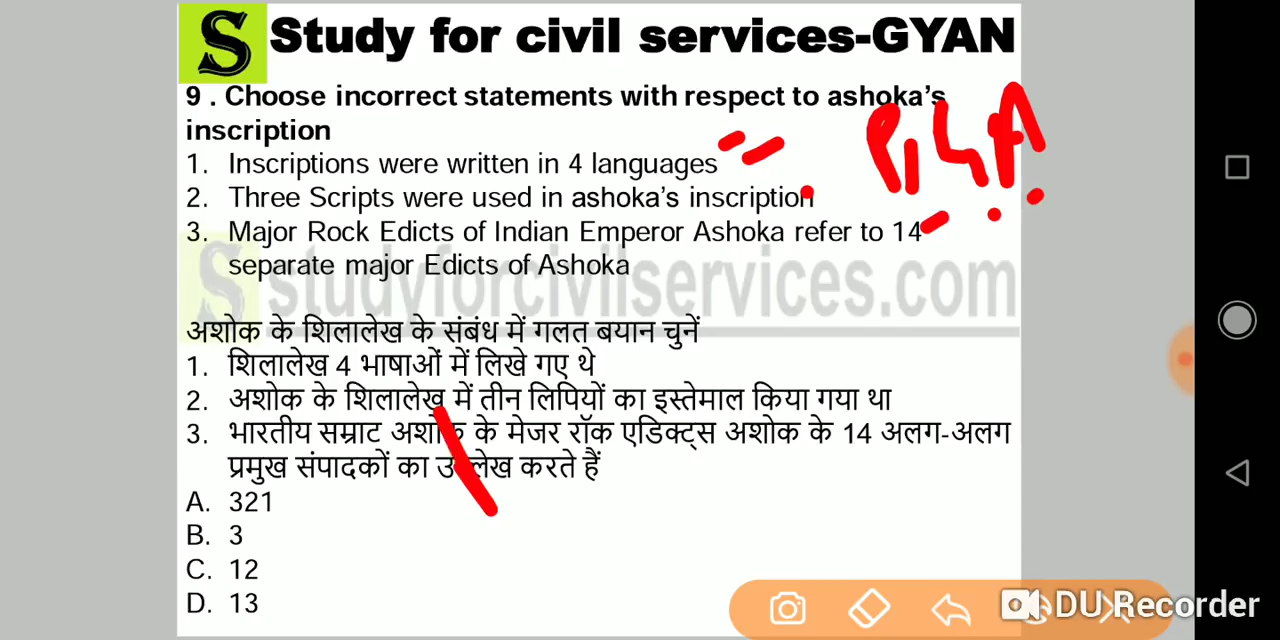 S Study for civil services-GYAN
9 . Choose incorrect statements with respect to ashoka's
inscription
1. Inscriptions were written in 4 languages
2. Three Scripts were used in ashoka's inscription
3. Major Rock Edicts of Indian Emperor Ashoka refer to 14
separate major Edicts of Ashoka
S studyforcivilservices.com
अशोक के शिलालेख के संबंध में गलत बयान चुनें
1. शिलालेख 4 भाषाओं में लिखे गए थे
2. अशोक के शिलालेख में तीन लिपियों का इस्तेमाल किया गया था
3. भारतीय सम्राट अशोक के मेजर रॉक एडिक्ट्स अशोक के 14 अलग-अलग
प्रमुख संपादकों का उल्लेख करते हैं
A. 321
B. 3
C. 12
D. 13
DU Recorder